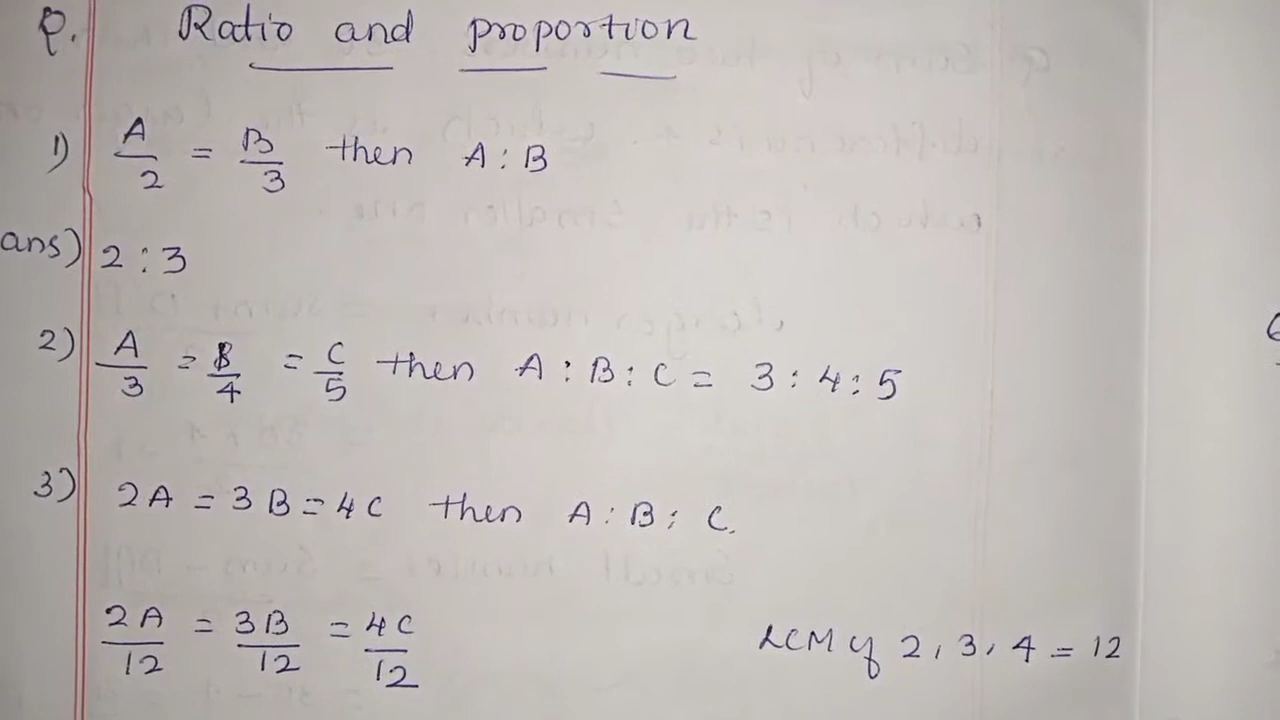 Q. Ratio and proportion
1) A/2 = B/3 then A : B
ans) 2 : 3
2) A/3 = B/4 = C/5 then A : B : C = 3 : 4 : 5
3) 2A = 3B = 4C then A : B : C.
2A/12 = 3B/12 = 4C/12 LCM of 2, 3, 4 = 12